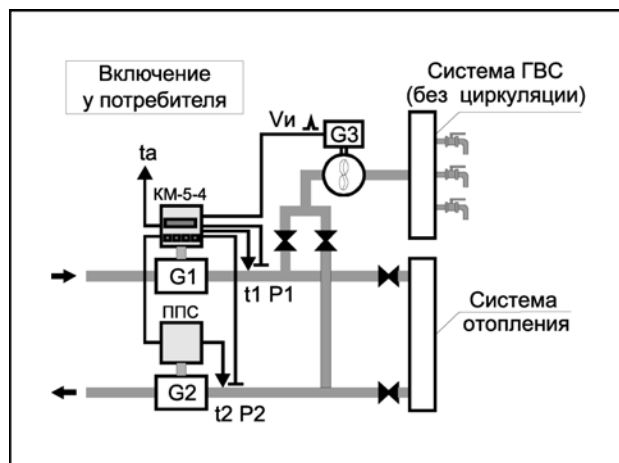 Включение
у потребителя
Система ГВС
(без циркуляции)
Vи
G3
ta
КМ-5-4
G1
t1 P1
ППС
Система
отопления
G2
t2 P2